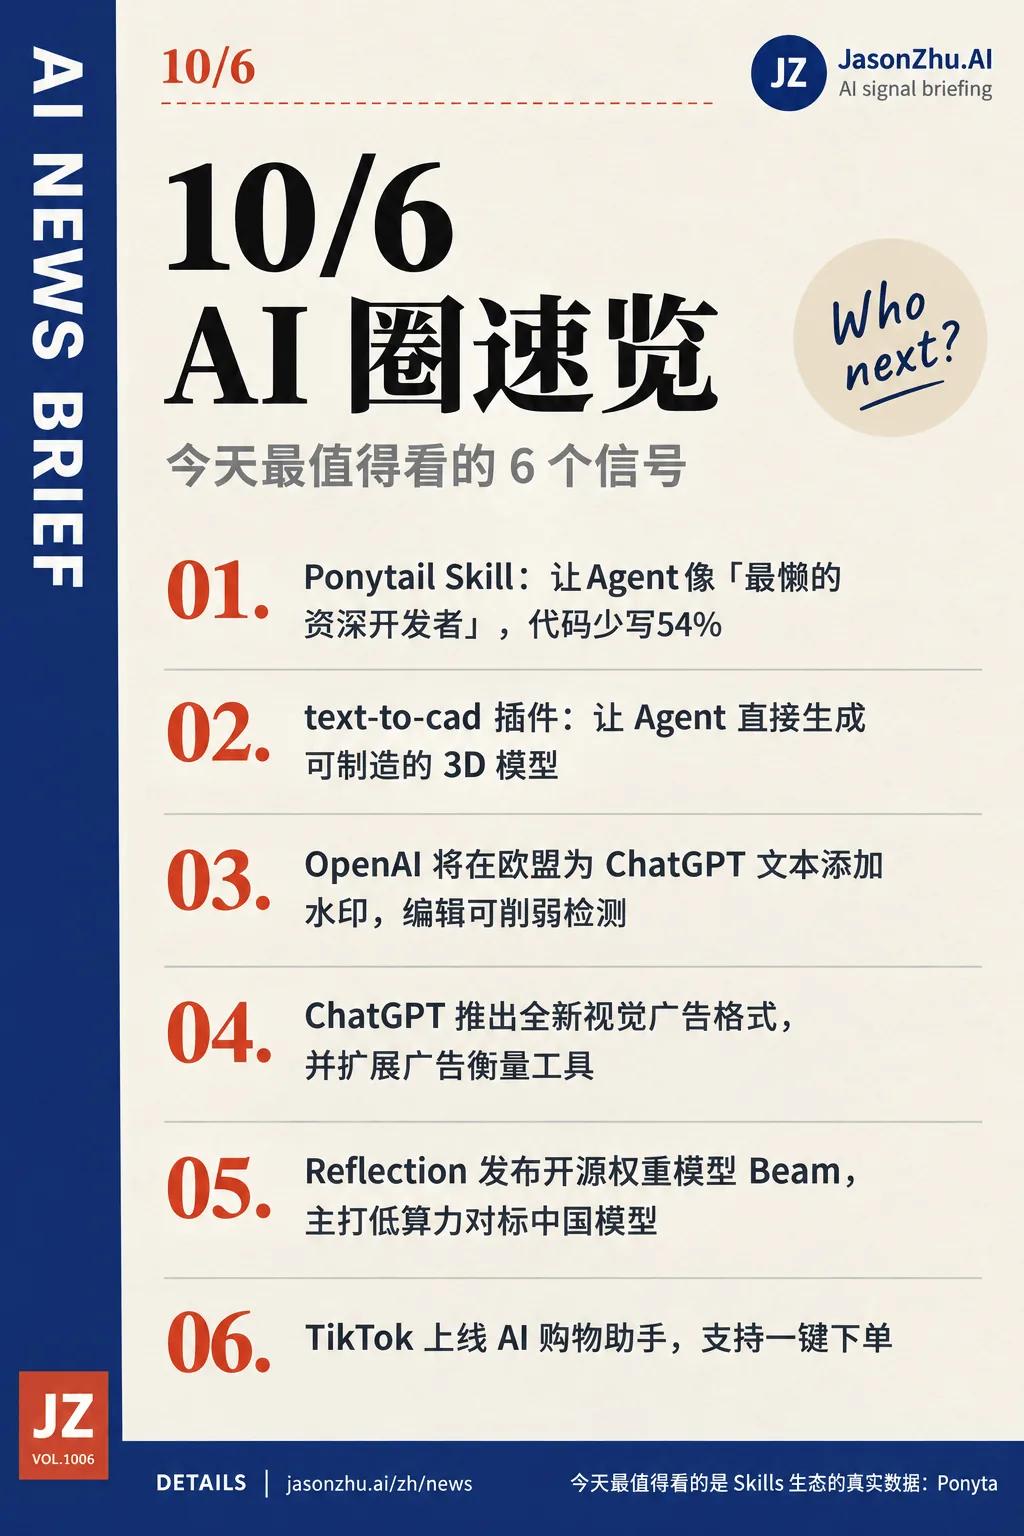 AI NEWS BRIEF
10/6
JZ
JasonZhu.AI
AI signal briefing
10/6
AI 圈速览
今天最值得看的 6 个信号
Who
next?
01.
Ponytail Skill：让Agent像「最懒的
资深开发者」，代码少写54%
02.
text-to-cad 插件：让 Agent 直接生成
可制造的 3D 模型
03.
OpenAI 将在欧盟为 ChatGPT 文本添加
水印，编辑可削弱检测
04.
ChatGPT 推出全新视觉广告格式，
并扩展广告衡量工具
05.
Reflection 发布开源权重模型 Beam，
主打低算力对标中国模型
06.
TikTok 上线 AI 购物助手，支持一键下单
JZ
VOL.1006
DETAILS | jasonzhu.ai/zh/news
今天最值得看的是 Skills 生态的真实数据：Ponyta